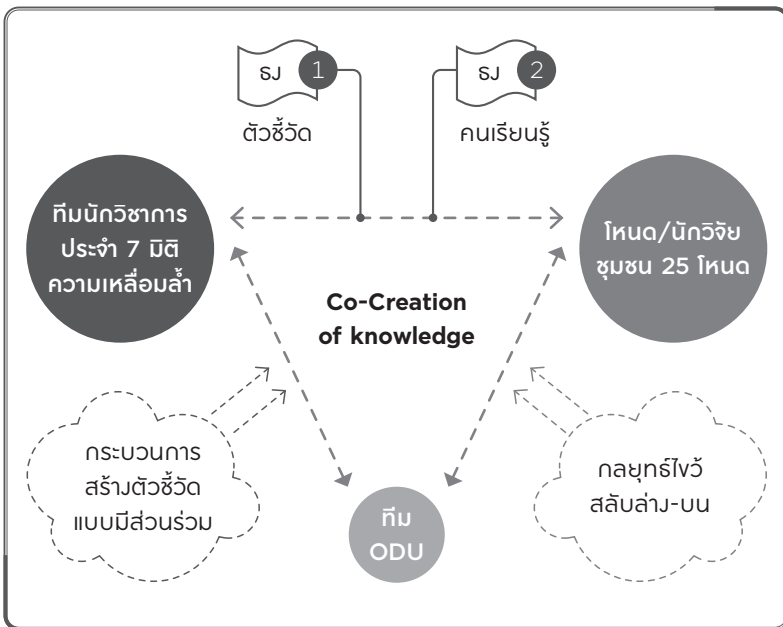 ธง 1
ธง 2
ตัวชี้วัด
คนเรียนรู้
ทีมนักวิชาการ
ประจำ 7 มิติ
ความเหลื่อมล้ำ
โหนด/นักวิจัย
ชุมชน 25 โหนด
Co-Creation
of knowledge
กระบวนการ
สร้างตัวชี้วัด
แบบมีส่วนร่วม
กลยุทธ์ไขว้
สลับล่าง-บน
ทีม
ODU